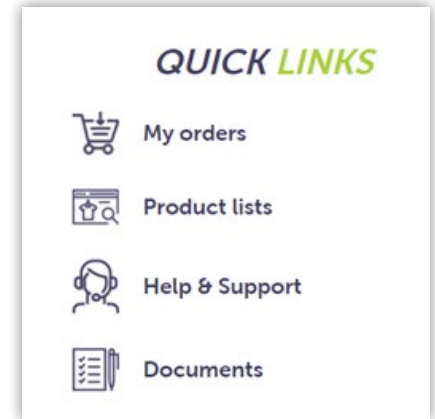 QUICK LINKS
My orders
Product lists
Help & Support
Documents